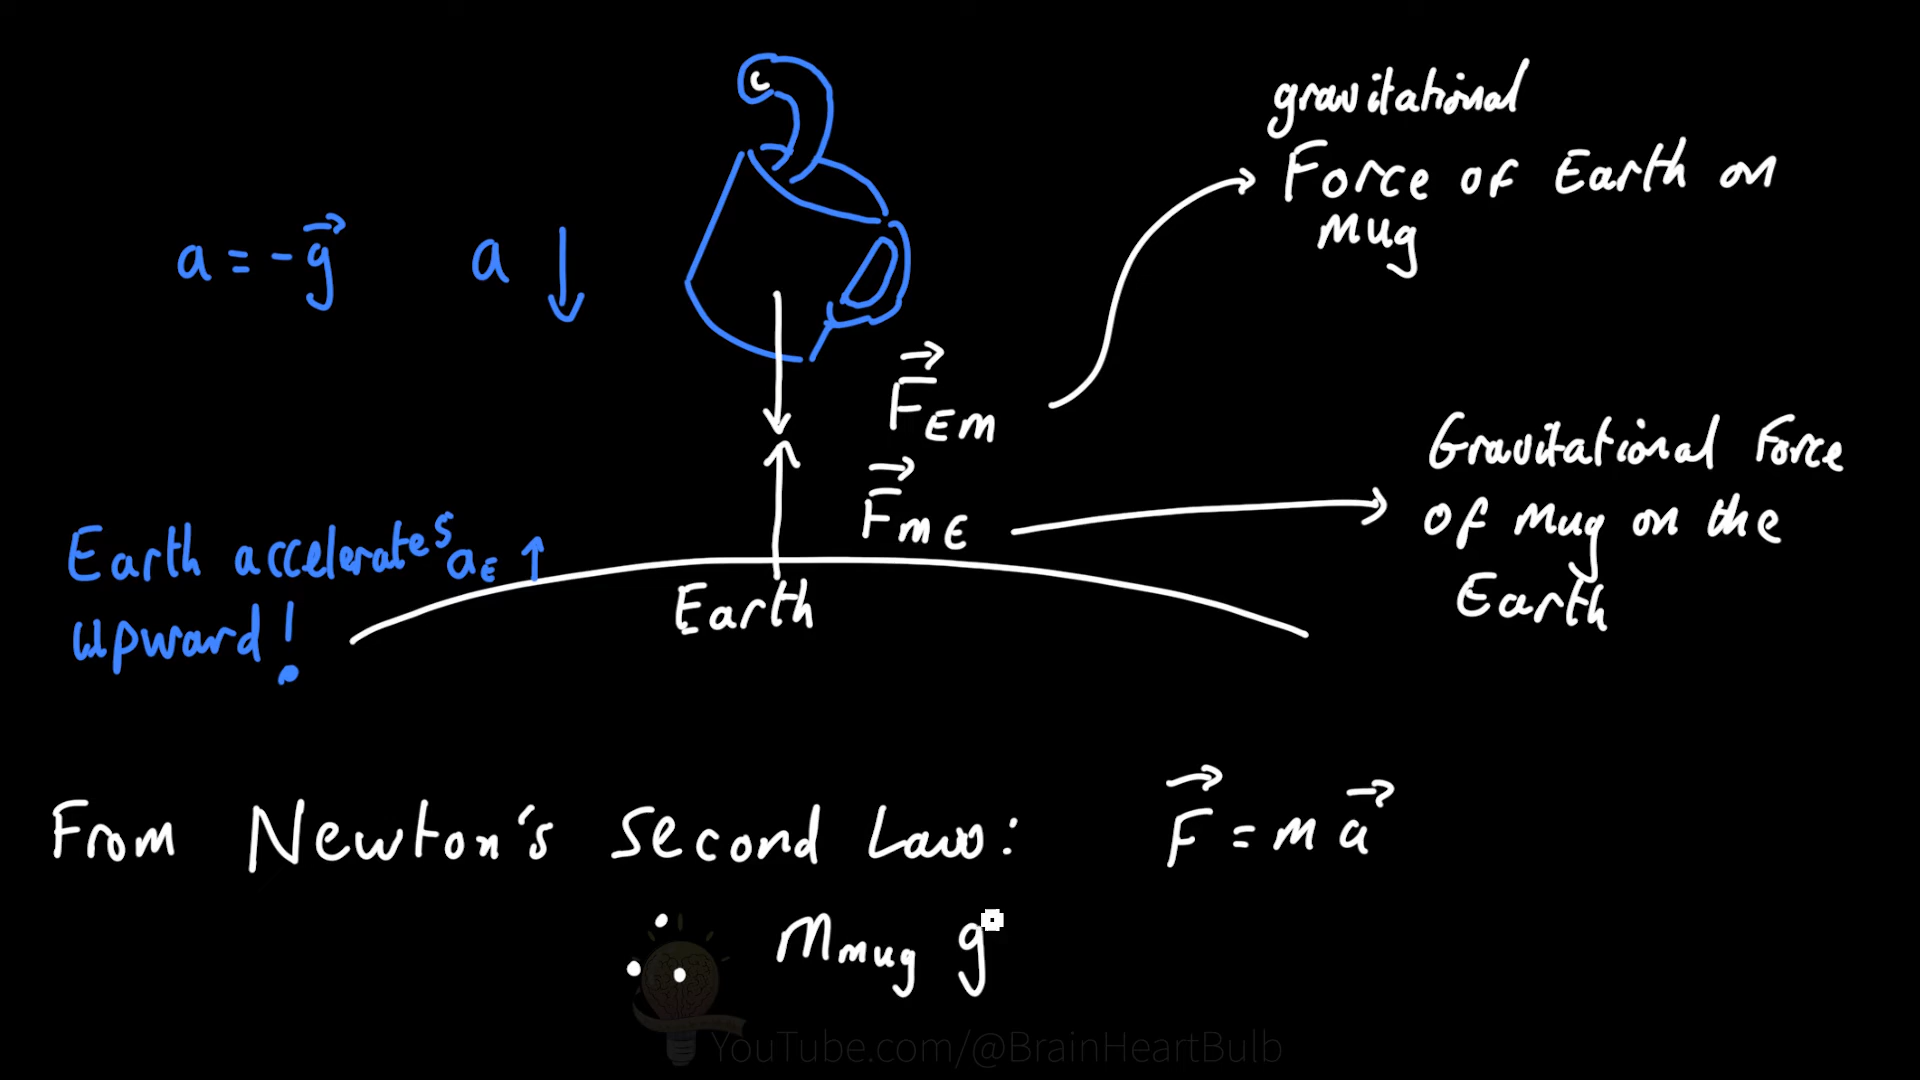 gravitational
Force of Earth on
Mug
a = -g⃗
a ↓
F⃗EM
Gravitational Force
of Mug on the
Earth
F⃗ME
Earth accelerates aE ↑
upward!
Earth
From Newton's Second Law: F⃗ = m a⃗
∴ Mmug g
YouTube.com/@BrainHeartBulb